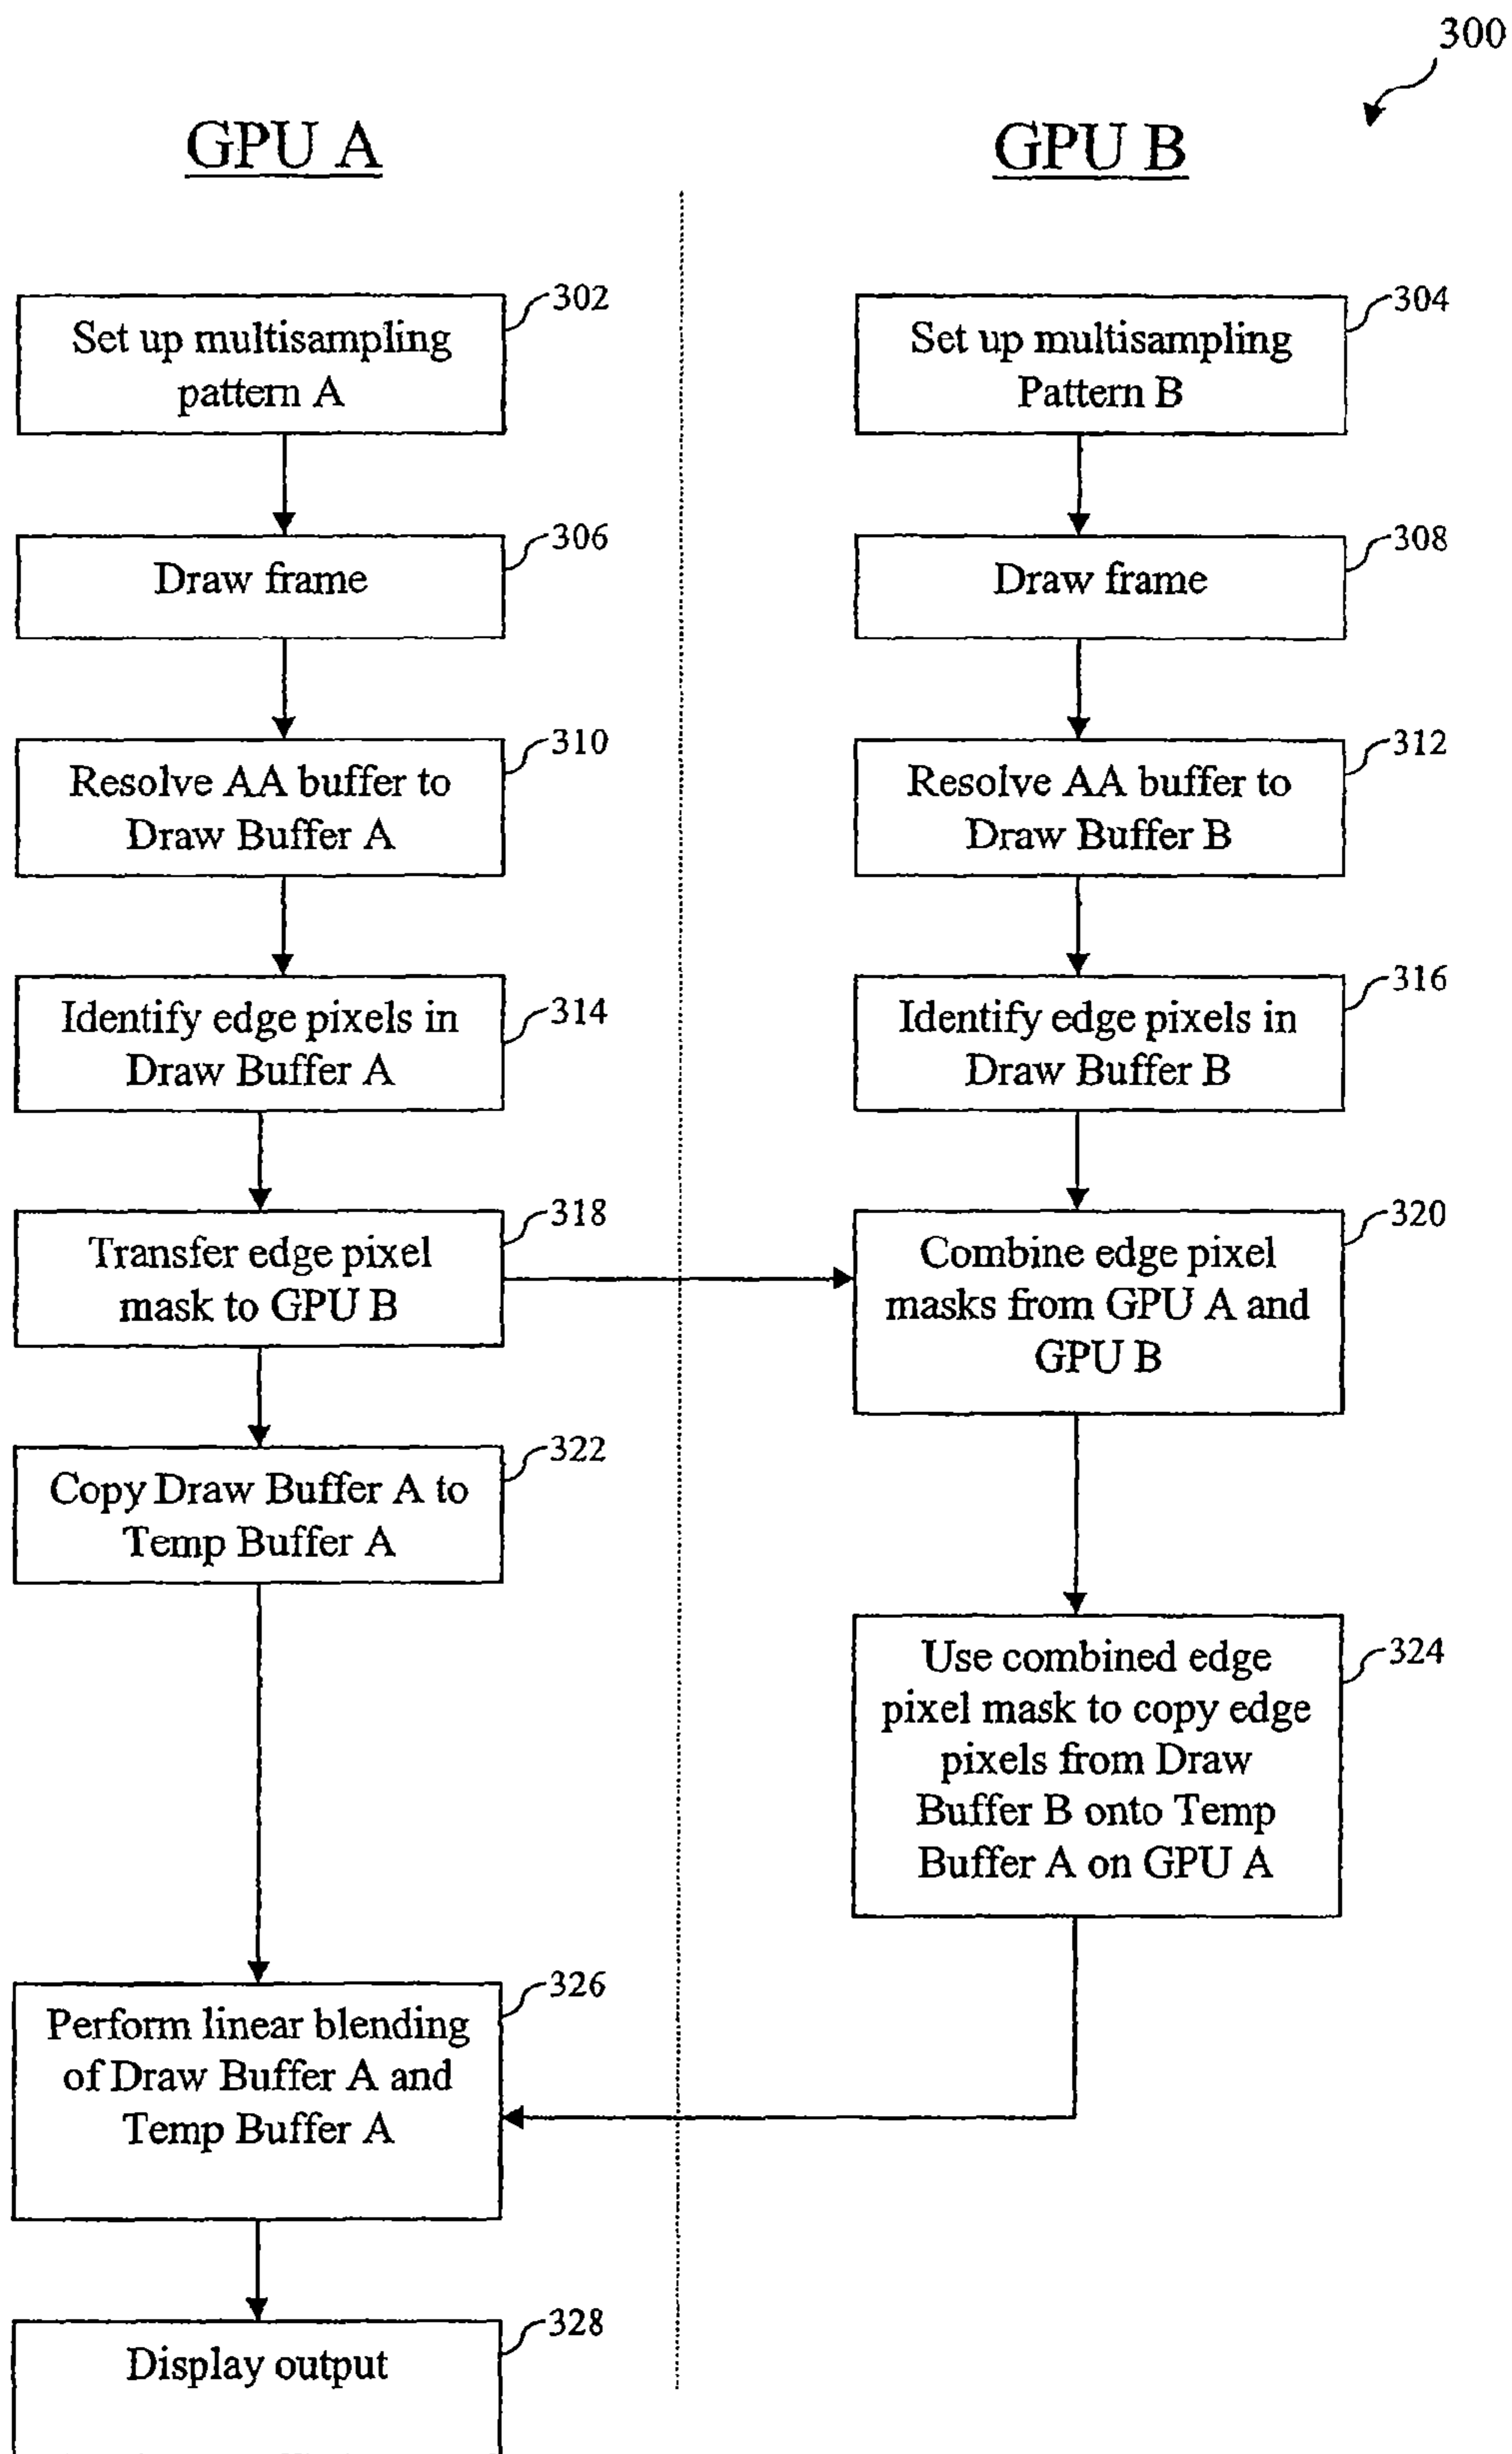 300
GPU A
GPU B
302
Set up multisampling
pattern A
304
Set up multisampling
Pattern B
306
Draw frame
308
Draw frame
310
Resolve AA buffer to
Draw Buffer A
312
Resolve AA buffer to
Draw Buffer B
314
Identify edge pixels in
Draw Buffer A
316
Identify edge pixels in
Draw Buffer B
318
Transfer edge pixel
mask to GPU B
320
Combine edge pixel
masks from GPU A and
GPU B
322
Copy Draw Buffer A to
Temp Buffer A
324
Use combined edge
pixel mask to copy edge
pixels from Draw
Buffer B onto Temp
Buffer A on GPU A
326
Perform linear blending
of Draw Buffer A and
Temp Buffer A
328
Display output